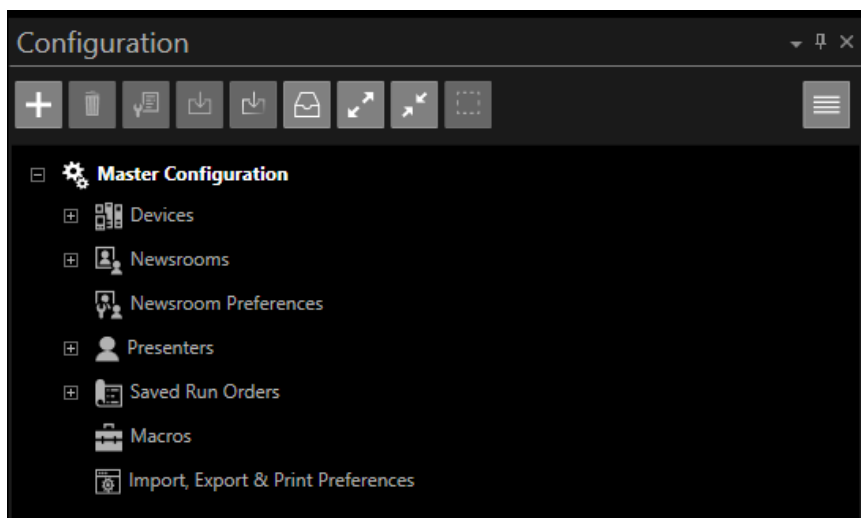 Configuration
Master Configuration
Devices
Newsrooms
Newsroom Preferences
Presenters
Saved Run Orders
Macros
Import, Export & Print Preferences